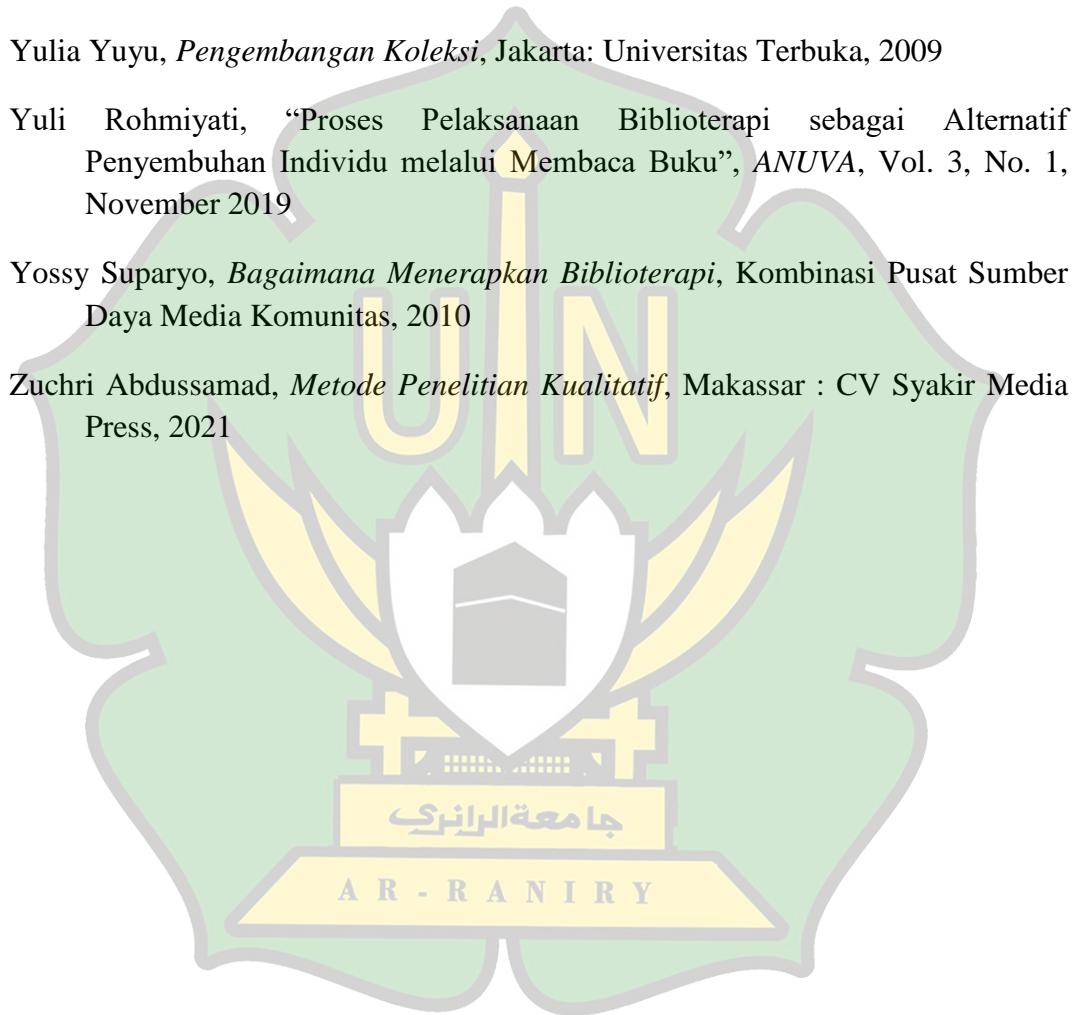 Yulia Yuyu, Pengembangan Koleksi, Jakarta: Universitas Terbuka, 2009
Yuli Rohmiyati, “Proses Pelaksanaan Biblioterapi sebagai Alternatif
Penyembuhan Individu melalui Membaca Buku”, ANUVA, Vol. 3, No. 1,
November 2019
Yossy Suparyo, Bagaimana Menerapkan Biblioterapi, Kombinasi Pusat Sumber
Daya Media Komunitas, 2010
Zuchri Abdussamad, Metode Penelitian Kualitatif, Makassar : CV Syakir Media
Press, 2021
UIN
جامعةالرانري
AR-RANIRY